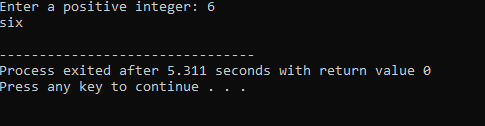 Enter a positive integer: 6
six
--------------------------------
Process exited after 5.311 seconds with return value 0
Press any key to continue . . .